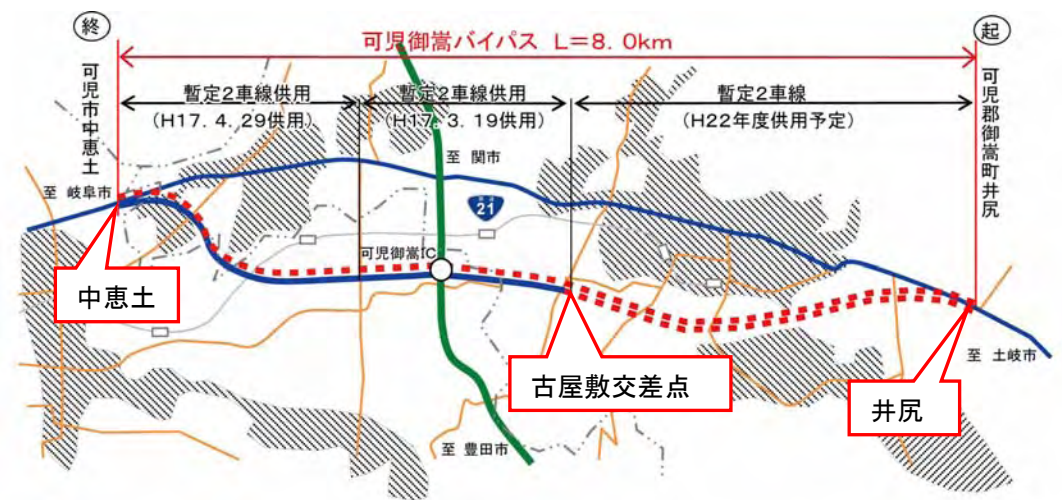 終
起
可児御嵩バイパス L=8.0km
可児市中恵土
暫定2車線供用
(H17.4.29供用)
暫定2車線供用
(H17.3.19供用)
暫定2車線
(H22年度供用予定)
可児郡御嵩町井尻
至 関市
至 岐阜市
21
可児御嵩IC
中恵土
古屋敷交差点
井尻
至 土岐市
至 豊田市